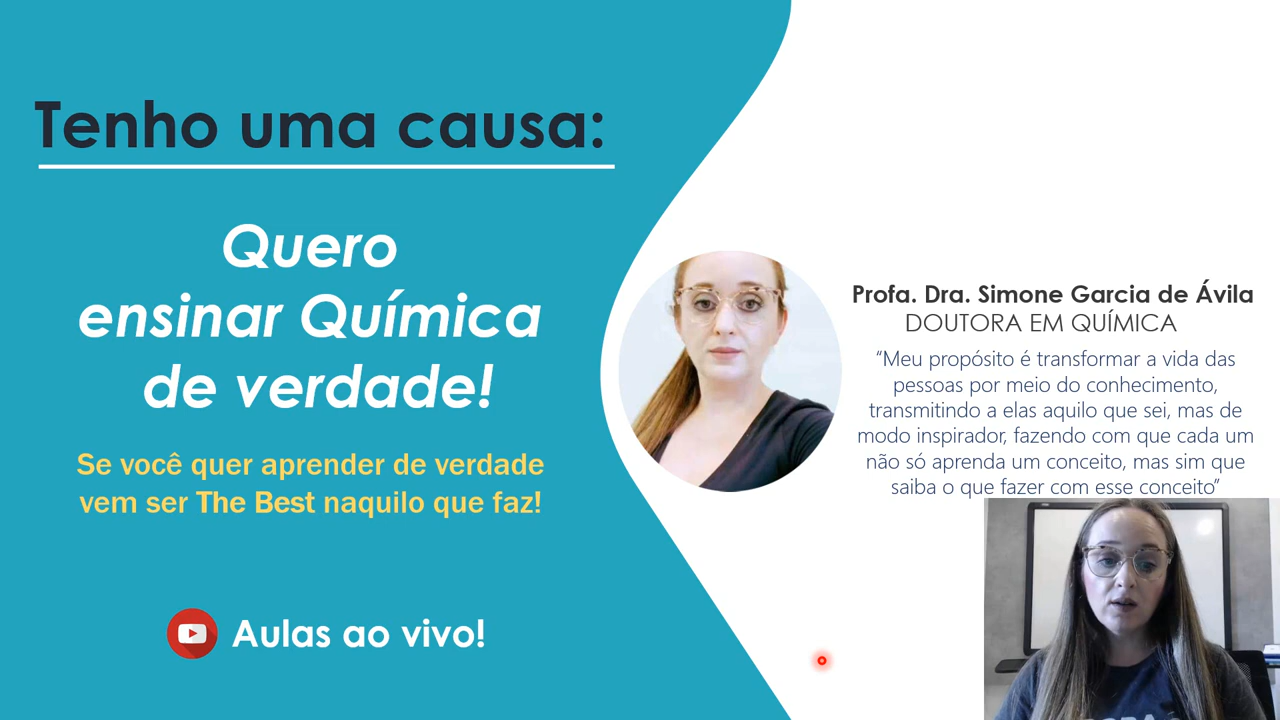 Tenho uma causa:
Quero
ensinar Química
de verdade!
Se você quer aprender de verdade
vem ser The Best naquilo que faz!
Aulas ao vivo!
Profa. Dra. Simone Garcia de Ávila
DOUTORA EM QUÍMICA
“Meu propósito é transformar a vida das
pessoas por meio do conhecimento,
transmitindo a elas aquilo que sei, mas de
modo inspirador, fazendo com que cada um
não só aprenda um conceito, mas sim que
saiba o que fazer com esse conceito”